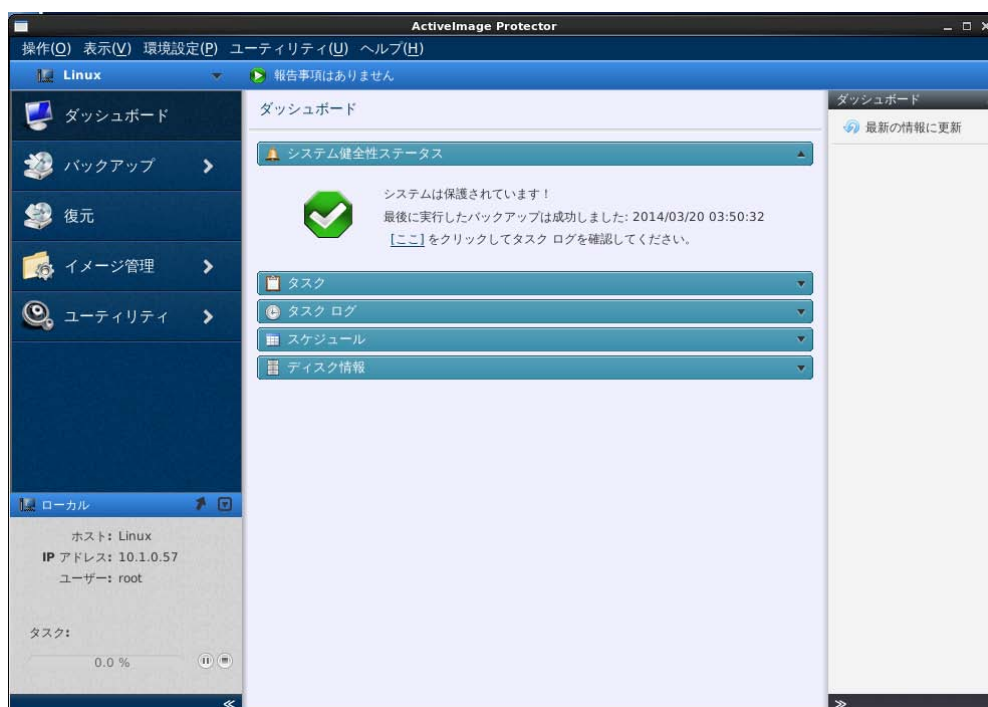 ActiveImage Protector
操作(O) 表示(V) 環境設定(P) ユーティリティ(U) ヘルプ(H)
Linux
報告事項はありません
ダッシュボード
バックアップ
復元
イメージ管理
ユーティリティ
ダッシュボード
システム健全性ステータス
システムは保護されています！
最後に実行したバックアップは成功しました: 2014/03/20 03:50:32
[ここ] をクリックしてタスク ログを確認してください。
タスク
タスク ログ
スケジュール
ディスク情報
ダッシュボード
最新の情報に更新
ローカル
ホスト: Linux
IP アドレス: 10.1.0.57
ユーザー: root
タスク:
0.0 %